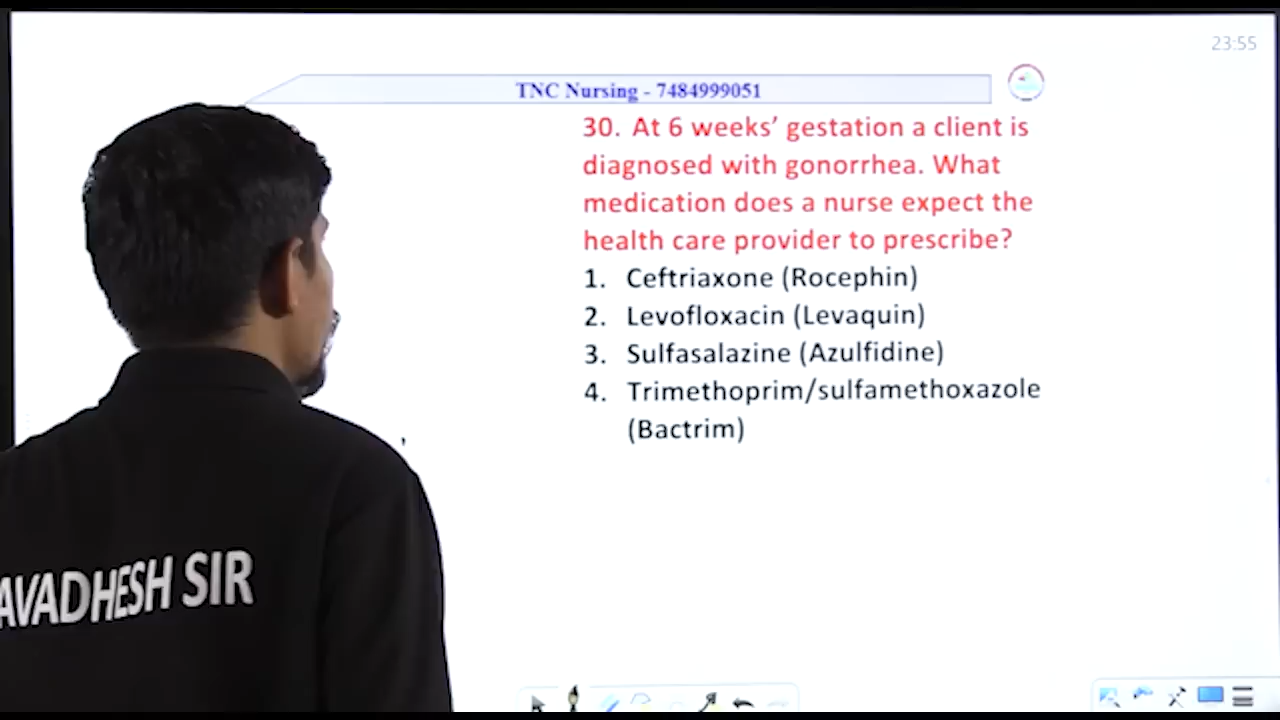 23:55
TNC Nursing - 7484999051
30. At 6 weeks’ gestation a client is
diagnosed with gonorrhea. What
medication does a nurse expect the
health care provider to prescribe?
1. Ceftriaxone (Rocephin)
2. Levofloxacin (Levaquin)
3. Sulfasalazine (Azulfidine)
4. Trimethoprim/sulfamethoxazole
(Bactrim)
AVADHESH SIR